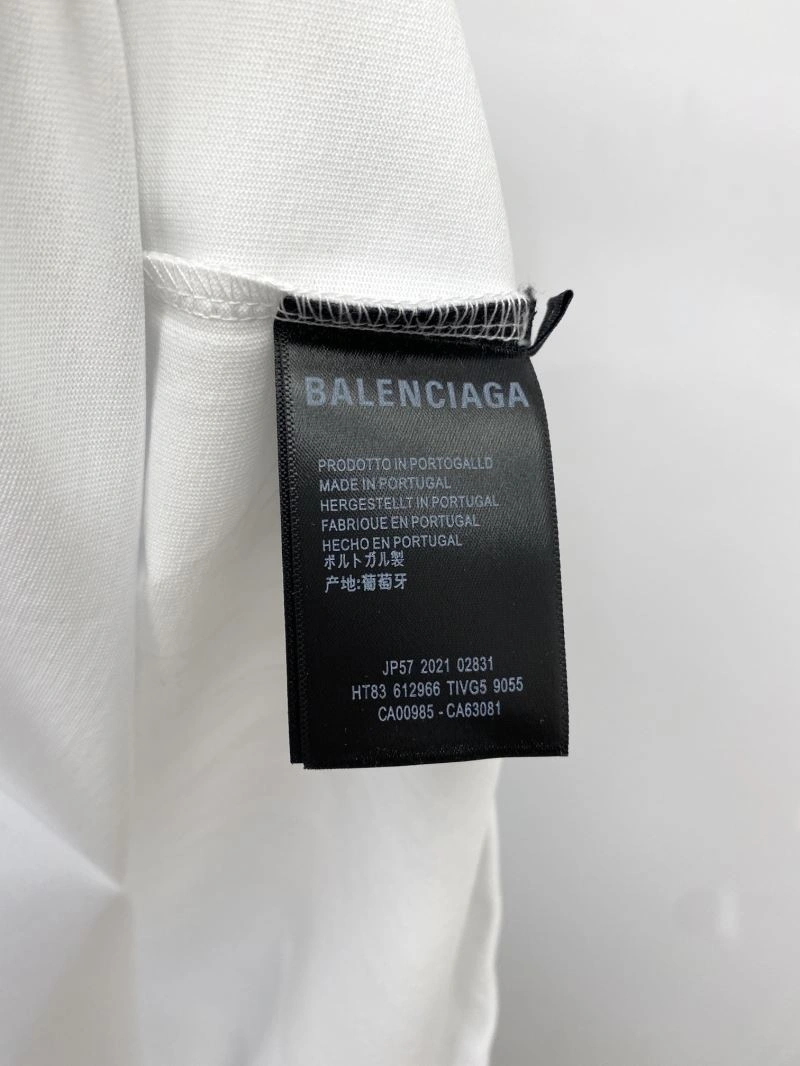 BALENCIAGA
PRODOTTO IN PORTOGALLD
MADE IN PORTUGAL
HERGESTELLT IN PORTUGAL
FABRIOUE EN PORTUGAL
HECHO EN PORTUGAL
ボルトガル製
产地:葡萄牙
JP57 2021 02831
HT83 612966 TIVG5 9055
CA00985 - CA63081